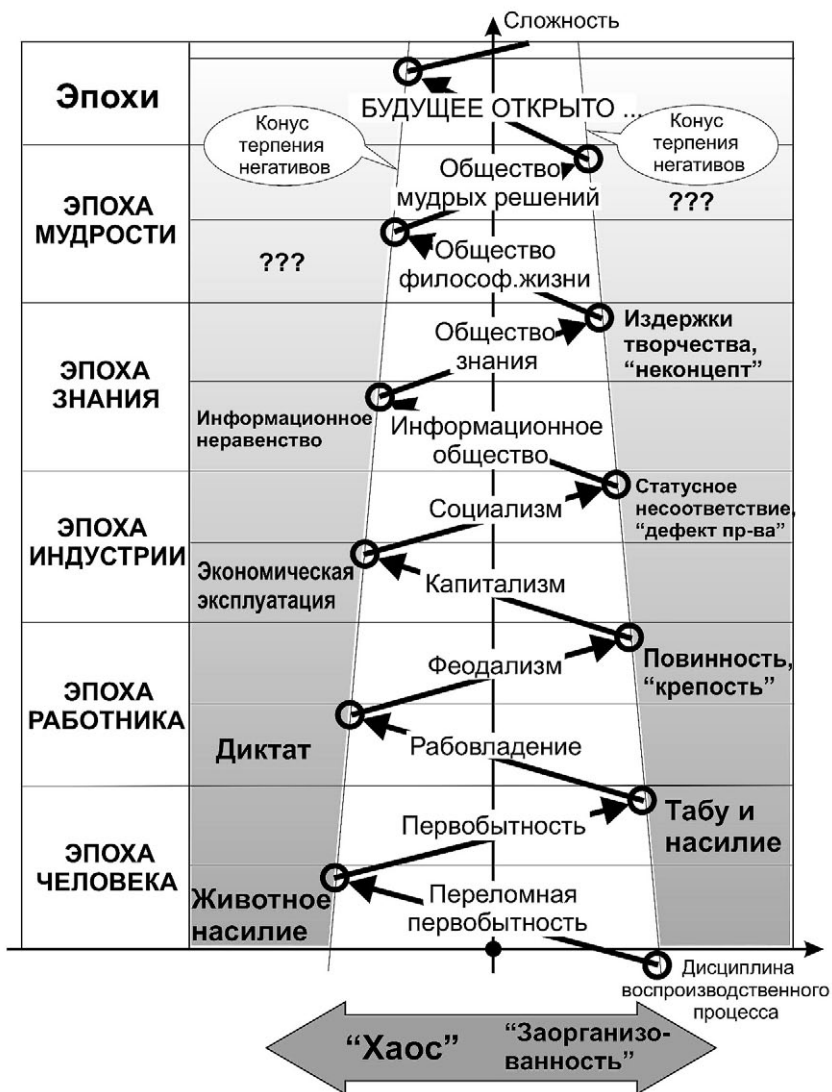 Сложность
Эпохи
БУДУЩЕЕ ОТКРЫТО ...
Конус
терпения
негативов
Конус
терпения
негативов
ЭПОХА
МУДРОСТИ
Общество
мудрых решений
???
???
Общество
философ.жизни
ЭПОХА
ЗНАНИЯ
Общество
знания
Издержки
творчества,
“неконцепт”
Информационное
неравенство
Информационное
общество
ЭПОХА
ИНДУСТРИИ
Социализм
Статусное
несоответствие,
“дефект пр-ва”
Экономическая
эксплуатация
Капитализм
ЭПОХА
РАБОТНИКА
Феодализм
Повинность,
“крепость”
Диктат
Рабовладение
ЭПОХА
ЧЕЛОВЕКА
Первобытность
Табу и
насилие
Животное
насилие
Переломная
первобытность
Дисциплина
воспроизводственного
процесса
“Хаос”
“Заорганизо-
ванность”